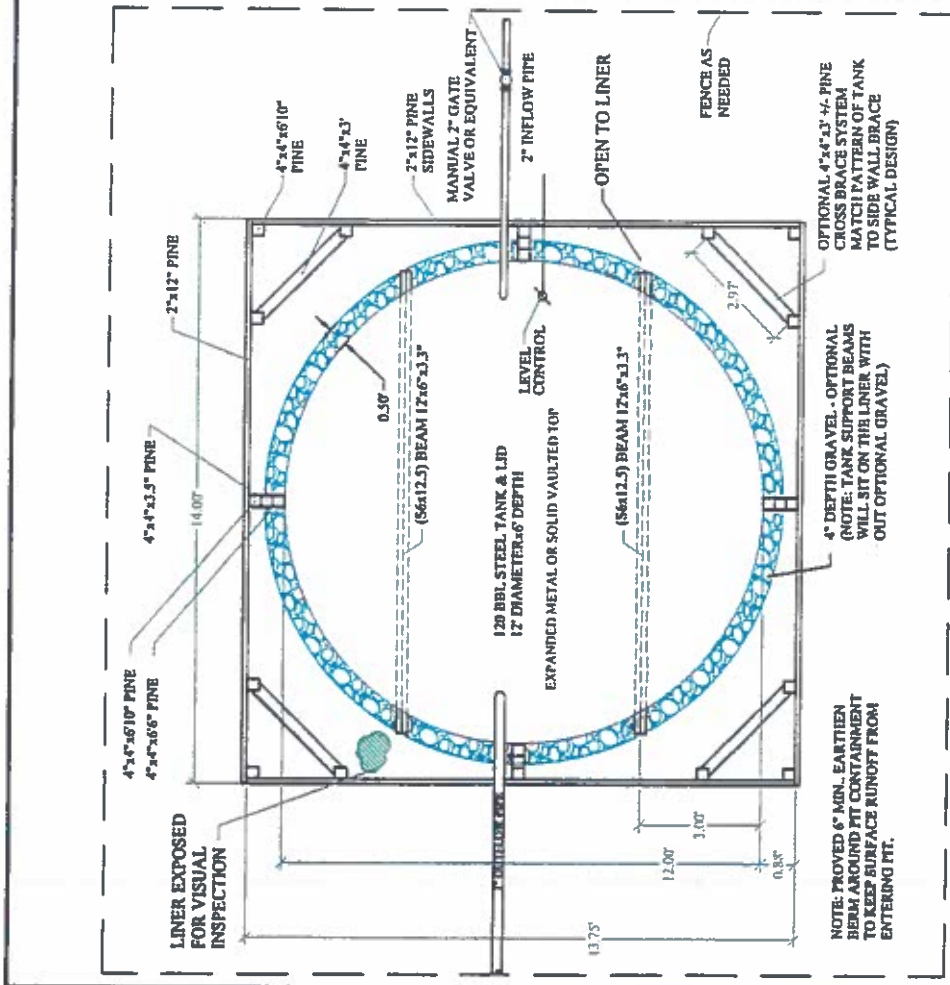 4"x4"x6'10"
PINE
4"x4"x3'
PINE
2"x12" PINE
SIDEWALLS
MANUAL 2" GATE
VALVE OR EQUIVALENT
2" INFLOW PIPE
OPEN TO LINER
FENCE AS
NEEDED
OPTIONAL 4"x4"x3' +/- PINE
CROSS BRACE SYSTEM
MATCH PATTERN OF TANK
TO SIDE WALL BRACE
(TYPICAL DESIGN)
2"x12" PINE
14.00'
4"x4"x3.5" PINE
4"x4"x6'10" PINE
4"x4"x6'6" PINE
0.50'
(S6x12.5) BEAM 12'x6"x3.3"
LEVEL
CONTROL
120 BBL STEEL TANK & LID
12' DIAMETERx6' DEPTH
EXPANDED METAL OR SOLID VAULTED TOP
(S6x12.5) BEAM 12'x6"x3.3"
2.97'
4" DEPTH GRAVEL - OPTIONAL
(NOTE: TANK SUPPORT BEAMS
WILL SIT ON THE LINER WITH
OUT OPTIONAL GRAVEL)
LINER EXPOSED
FOR VISUAL
INSPECTION
3.00'
12.00'
0.88'
13.75'
NOTE: PROVED 6" MIN., EARTHEN
BERM AROUND PIT CONTAINMENT
TO KEEP SURFACE RUNOFF FROM
ENTERING PIT.